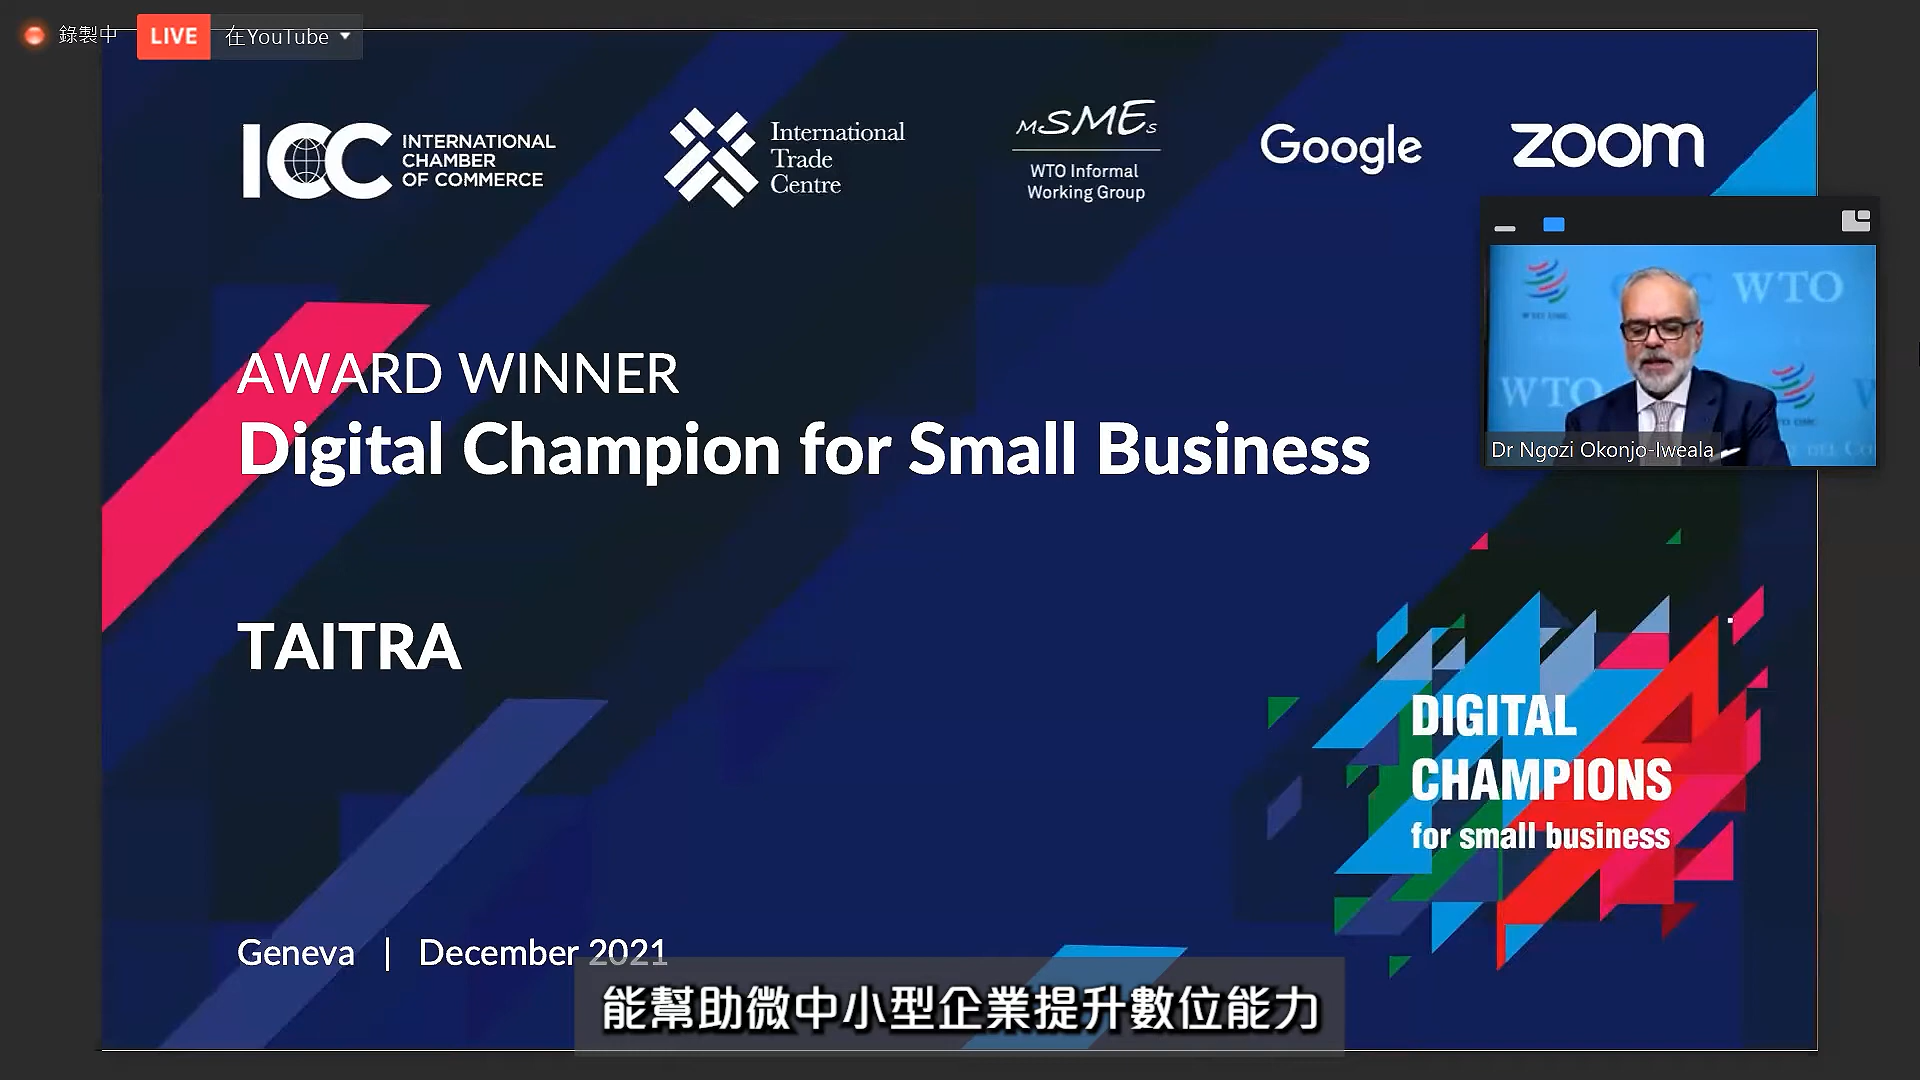 錄製中
LIVE
在YouTube
ICC INTERNATIONAL
CHAMBER
OF COMMERCE
International
Trade
Centre
MSMEs
WTO Informal
Working Group
Google
zoom
WTO
WTO
WTO OMC
Dr Ngozi Okonjo-Iweala
AWARD WINNER
Digital Champion for Small Business
TAITRA
DIGITAL
CHAMPIONS
for small business
Geneva | December 2021
能幫助微中小型企業提升數位能力